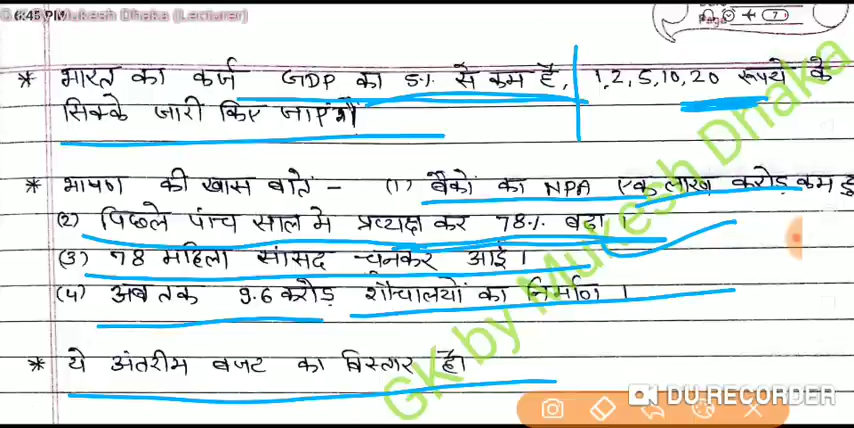 6:45 PM Mukesh Dhaka (Lecturer)
Page 7
* भारत का कर्ज GDP का 5% से कम है, 1,2,5,10,20 रूपये के
सिक्के जारी किए जाएंगे
* भाषण की खास बातें - (1) बैंकों का NPA एक लाख करोड़ कम हु
(2) पिछले पांच साल मे प्रत्यक्ष कर 78% बढ़ा।
(3) 78 महिला सांसद चुनकर आई।
(4) अब तक 9.6 करोड़ शौचालयों का निर्माण।
* ये अंतरीम बजट का विस्तार है।
GK by Mukesh Dhaka
DU RECORDER